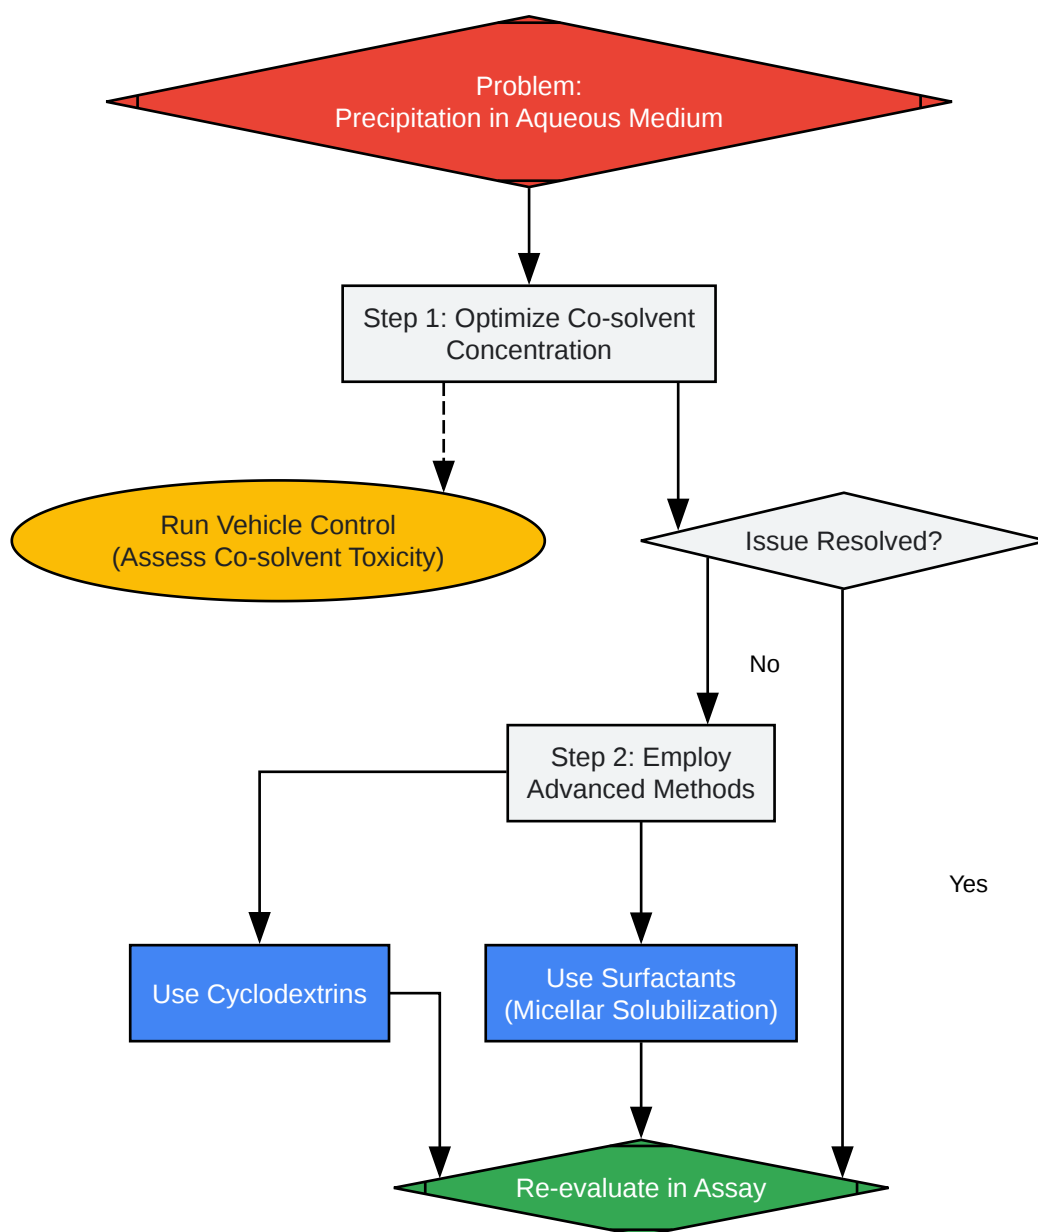 Problem:
Precipitation in Aqueous Medium
Step 1: Optimize Co-solvent
Concentration
Run Vehicle Control
(Assess Co-solvent Toxicity)
Issue Resolved?
No
Step 2: Employ
Advanced Methods
Yes
Use Cyclodextrins
Use Surfactants
(Micellar Solubilization)
Re-evaluate in Assay